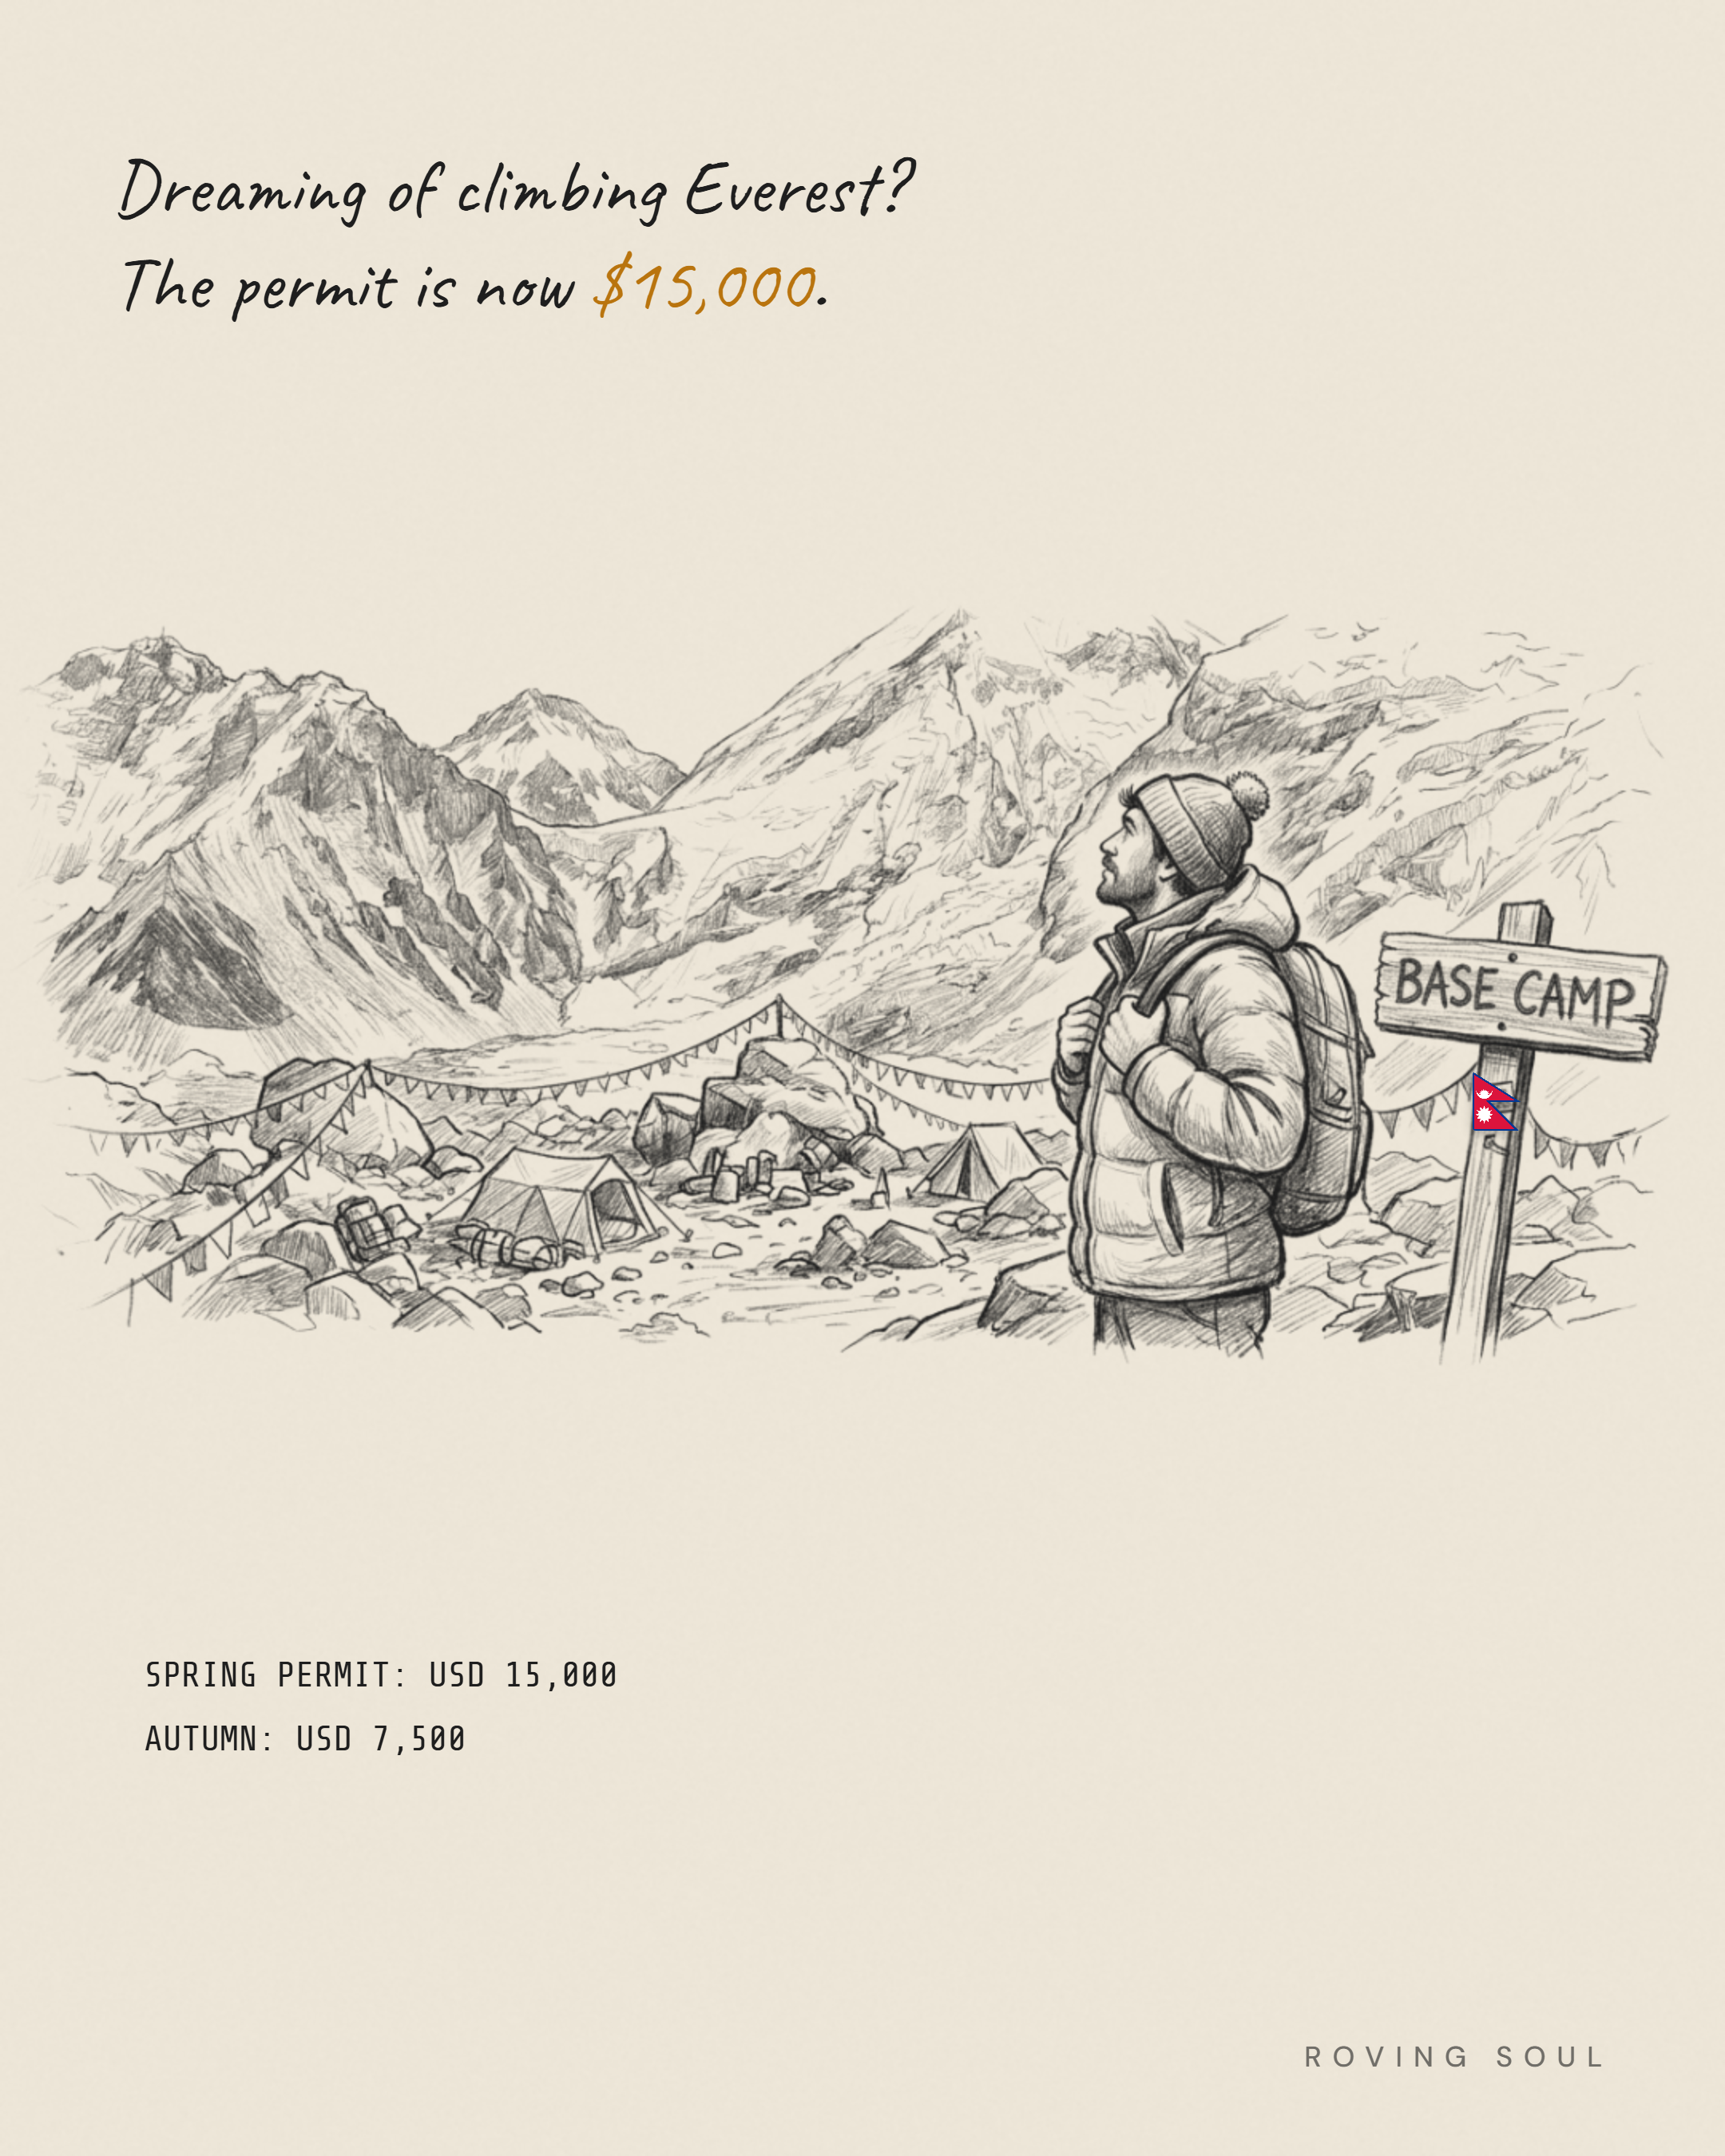 Dreaming of climbing Everest?
The permit is now $15,000.
BASE CAMP
SPRING PERMIT: USD 15,000
AUTUMN: USD 7,500
ROVING SOUL